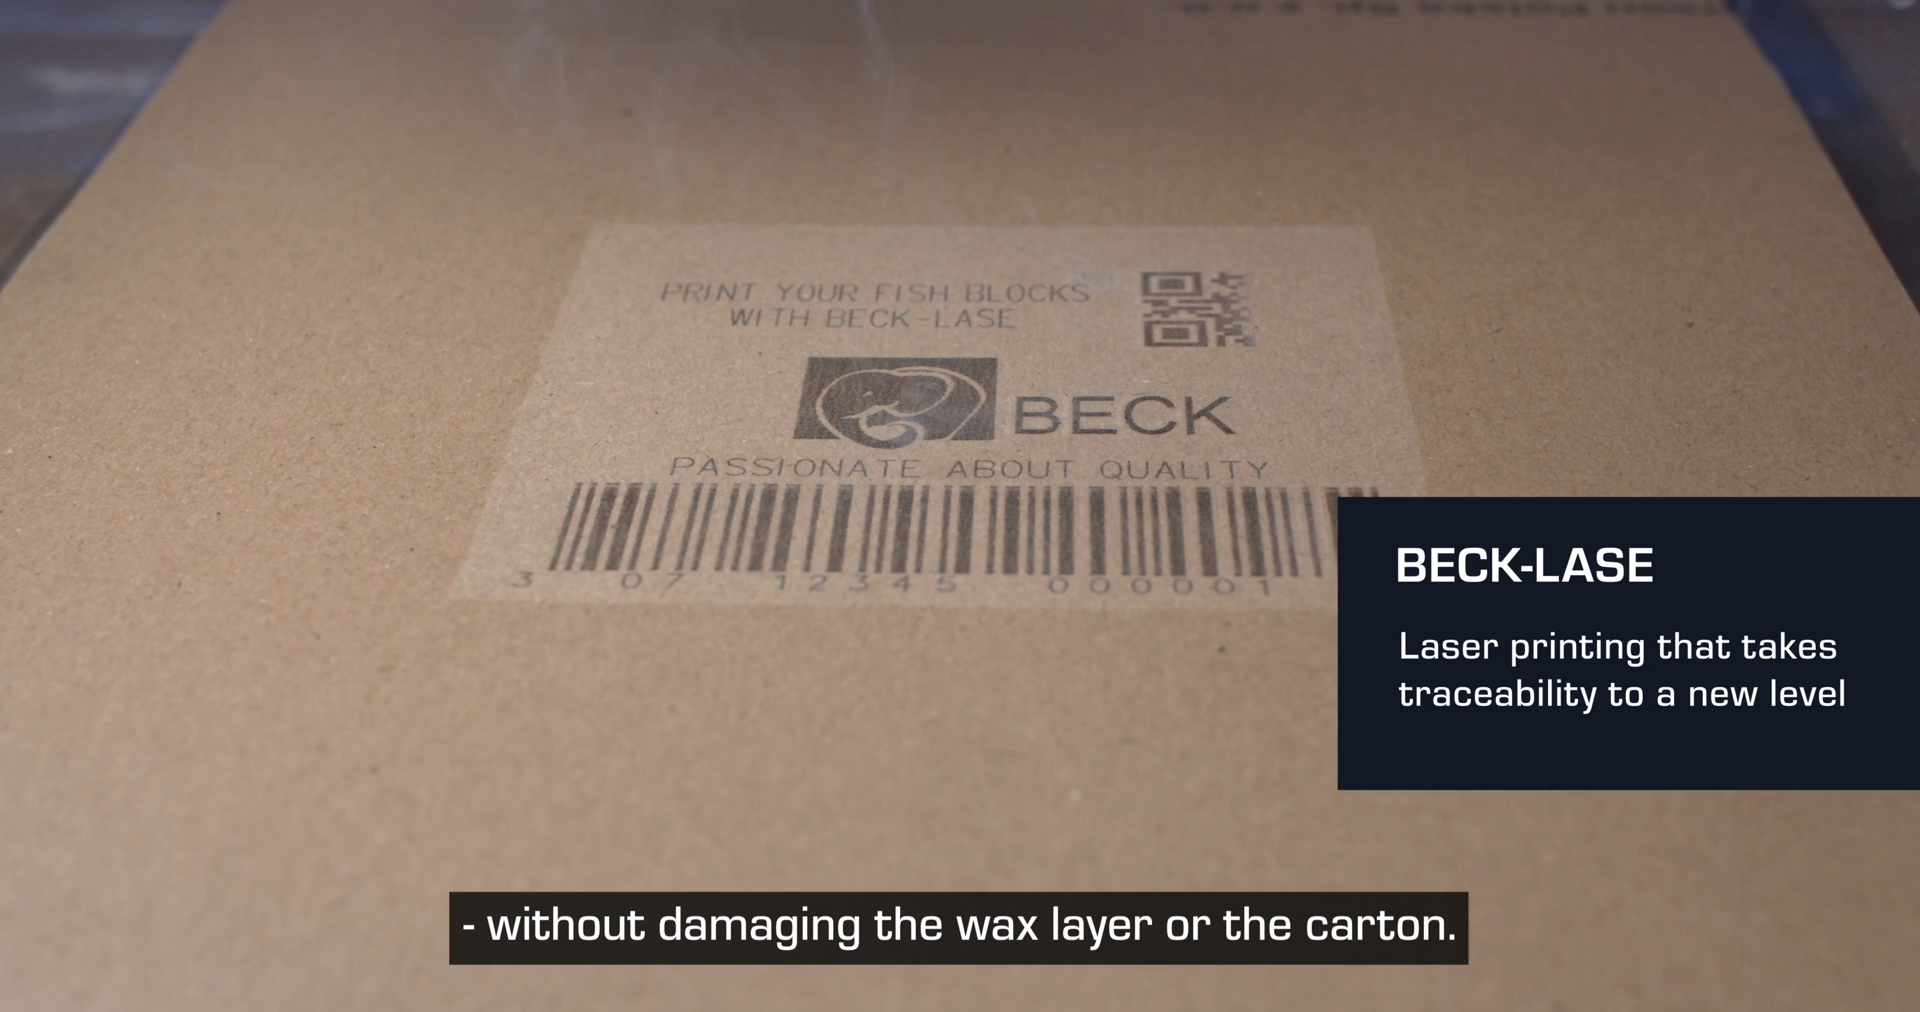 PRINT YOUR FISH BLOCKS
WITH BECK-LASE
BECK
PASSIONATE ABOUT QUALITY
3 07 12345 000001
BECK-LASE
Laser printing that takes
traceability to a new level
- without damaging the wax layer or the carton.